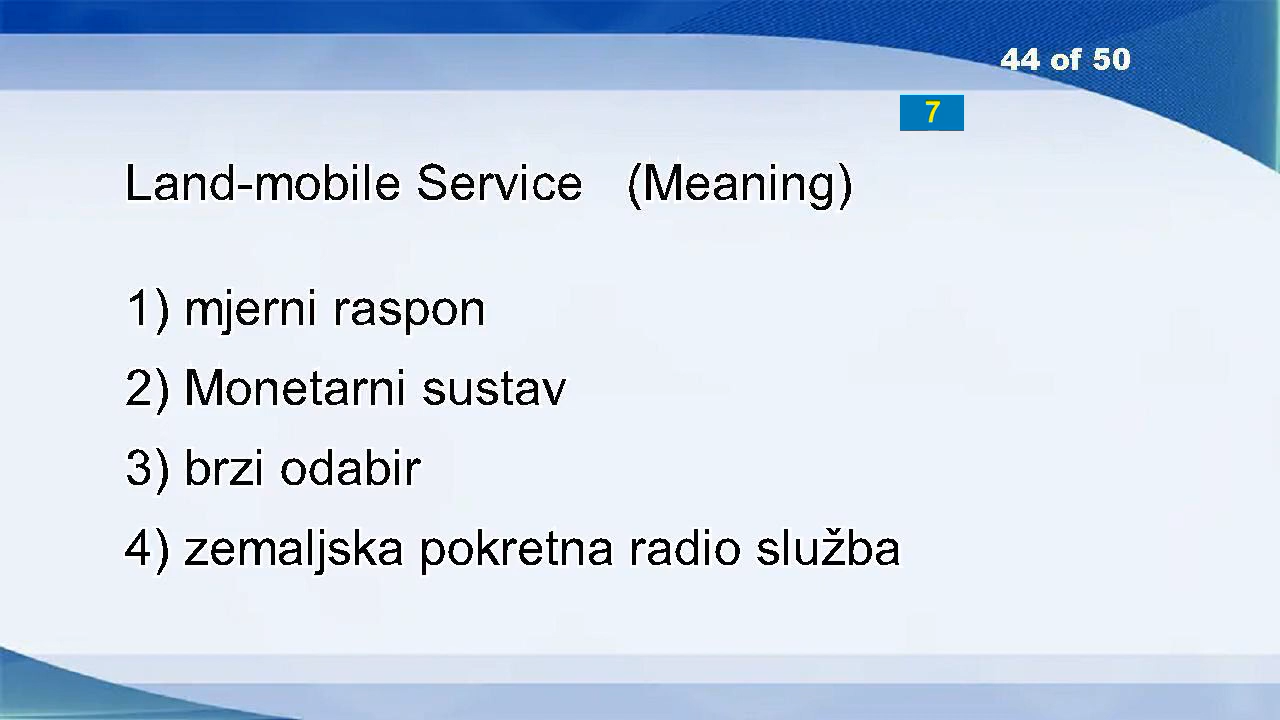 44 of 50
7
Land-mobile Service (Meaning)
1) mjerni raspon
2) Monetarni sustav
3) brzi odabir
4) zemaljska pokretna radio služba